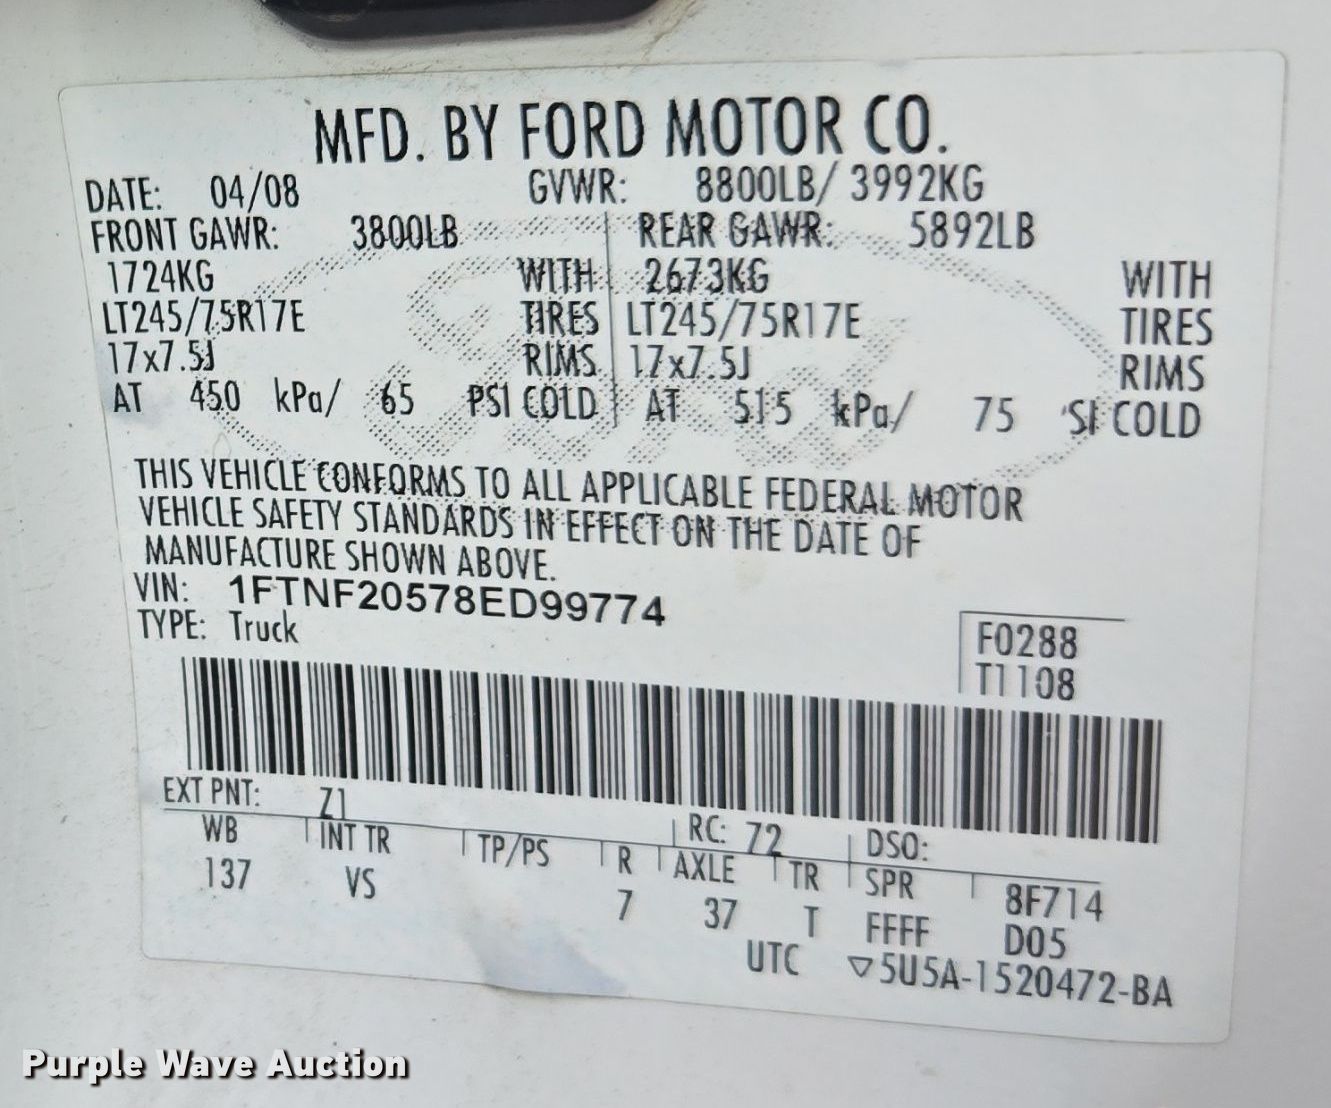 MFD. BY FORD MOTOR CO.
DATE: 04/08 GVWR: 8800LB/ 3992KG
FRONT GAWR: 3800LB REAR GAWR: 5892LB
1724KG WITH 2673KG WITH
LT245/75R17E TIRES LT245/75R17E TIRES
17x7.5J RIMS 17x7.5J RIMS
AT 450 kPa/ 65 PSI COLD AT 515 kPa/ 75 SI COLD
THIS VEHICLE CONFORMS TO ALL APPLICABLE FEDERAL MOTOR
VEHICLE SAFETY STANDARDS IN EFFECT ON THE DATE OF
MANUFACTURE SHOWN ABOVE.
VIN: 1FTNF20578ED99774
TYPE: Truck
F0288
T1108
EXT PNT: Z1 RC: 72 DSO:
WB INT TR TP/PS R AXLE TR SPR 8F714
137 VS 7 37 T FFFF D05
UTC ▽5U5A-1520472-BA
Purple Wave Auction